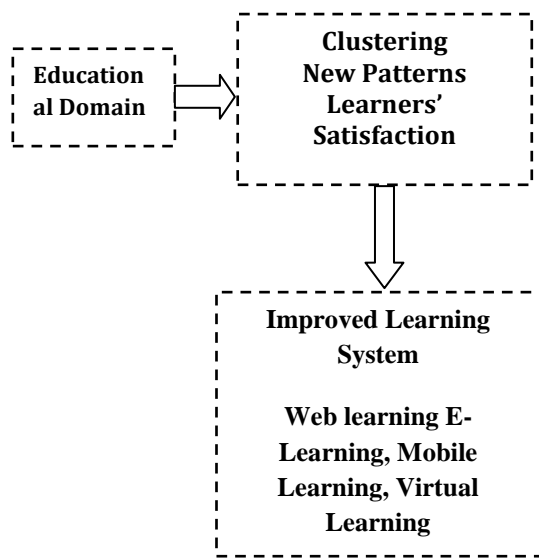 Education
al Domain
Clustering
New Patterns
Learners'
Satisfaction
Improved Learning
System
Web learning E-
Learning, Mobile
Learning, Virtual
Learning